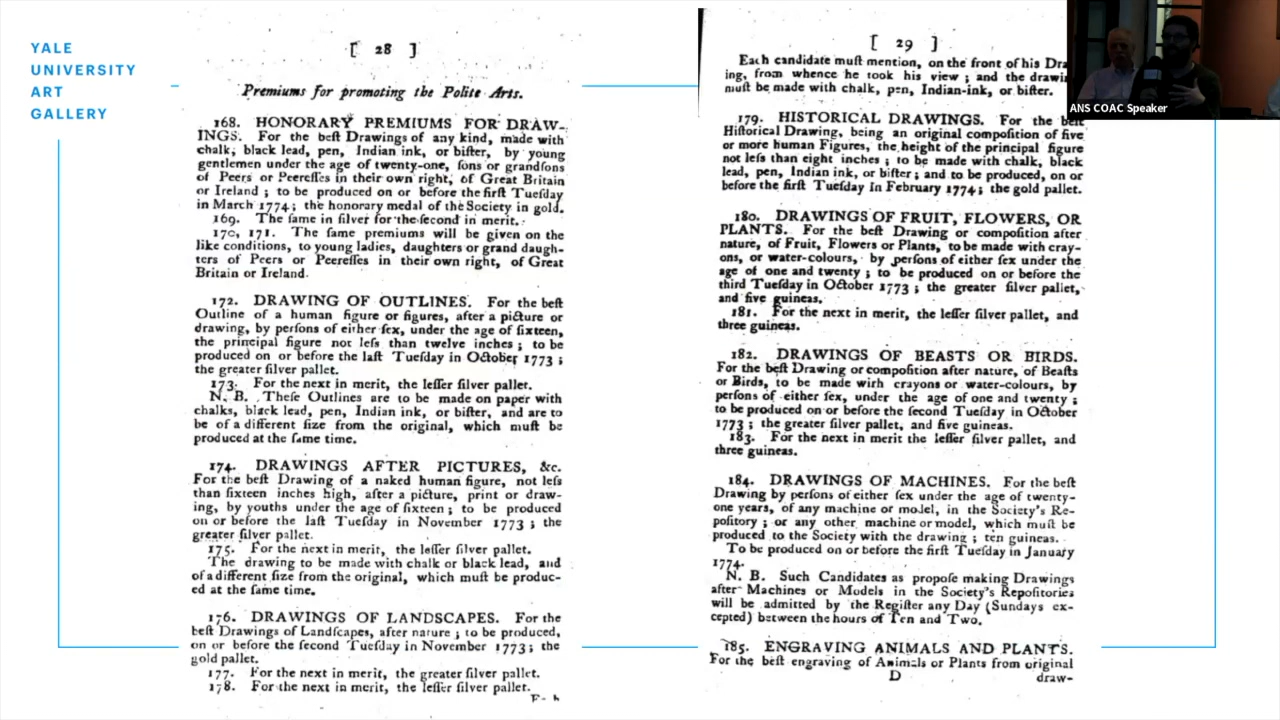 YALE
UNIVERSITY
ART
GALLERY
[ 28 ]
Premiums for promoting the Polite Arts.
168. HONORARY PREMIUMS FOR DRAW-
INGS. For the beſt Drawings of any kind, made with
chalk, black lead, pen, Indian ink, or biſter, by young
gentlemen under the age of twenty-one, ſons or grandſons
of Peers or Peereſſes in their own right, of Great Britain
or Ireland ; to be produced on or before the firſt Tueſday
in March 1774; the honorary medal of the Society in gold.
169. The ſame in ſilver for the ſecond in merit.
170, 171. The ſame premiums will be given on the
like conditions, to young ladies, daughters or grand daugh-
ters of Peers or Peereſſes in their own right, of Great
Britain or Ireland.
172. DRAWING OF OUTLINES. For the beſt
Outline of a human figure or figures, after a picture or
drawing, by perſons of either ſex, under the age of ſixteen,
the principal figure not leſs than twelve inches ; to be
produced on or before the laſt Tueſday in October 1773 ;
the greater ſilver pallet.
173. For the next in merit, the leſſer ſilver pallet.
N. B. Theſe Outlines are to be made on paper with
chalks, black lead, pen, Indian ink, or biſter, and are to
be of a different ſize from the original, which muſt be
produced at the ſame time.
174. DRAWINGS AFTER PICTURES, &c.
For the beſt Drawing of a naked human figure, not leſs
than ſixteen inches high, after a picture, print or draw-
ing, by youths under the age of ſixteen ; to be produced
on or before the laſt Tueſday in November 1773 ; the
greater ſilver pallet.
175. For the next in merit, the leſſer ſilver pallet.
The drawing to be made with chalk or black lead, and
of a different ſize from the original, which muſt be produc-
ed at the ſame time.
176. DRAWINGS OF LANDSCAPES. For the
beſt Drawings of Landſcapes, after nature ; to be produced,
on or before the ſecond Tueſday in November 1773 ; the
gold pallet.
177. For the next in merit, the greater ſilver pallet.
178. For the next in merit, the leſſer ſilver pallet.
[ 29 ]
Each candidate muſt mention, on the front of his Dra
ing, from whence he took his view ; and the drawin
muſt be made with chalk, pen, Indian-ink, or biſter.
179. HISTORICAL DRAWINGS. For the beſt
Hiſtorical Drawing, being an original compoſition of five
or more human Figures, the height of the principal figure
not leſs than eight inches ; to be made with chalk, black
lead, pen, Indian ink, or biſter ; and to be produced, on or
before the firſt Tueſday in February 1774; the gold pallet.
180. DRAWINGS OF FRUIT, FLOWERS, OR
PLANTS. For the beſt Drawing or compoſition after
nature, of Fruit, Flowers or Plants, to be made with cray-
ons, or water-colours, by perſons of either ſex under the
age of one and twenty ; to be produced on or before the
third Tueſday in October 1773 ; the greater ſilver pallet,
and five guineas.
181. For the next in merit, the leſſer ſilver pallet, and
three guineas.
182. DRAWINGS OF BEASTS OR BIRDS.
For the beſt Drawing or compoſition after nature, of Beaſts
or Birds, to be made wirh crayons or water-colours, by
perſons of either ſex, under the age of one and twenty ;
to be produced on or before the ſecond Tueſday in October
1773 ; the greater ſilver pallet, and five guineas.
183. For the next in merit the leſſer ſilver pallet, and
three guineas.
184. DRAWINGS OF MACHINES. For the beſt
Drawing by perſons of either ſex under the age of twenty-
one years, of any machine or model, in the Society's Re-
poſitory ; or any other machine or model, which muſt be
produced to the Society with the drawing ; ten guineas.
To be produced on or before the firſt Tueſday in January
1774.
N. B. Such Candidates as propoſe making Drawings
after Machines or Models in the Society's Repoſitories
will be admitted by the Regiſter any Day (Sundays ex-
cepted) between the hours of Ten and Two.
185. ENGRAVING ANIMALS AND PLANTS.
For the beſt engraving of Animals or Plants from original
D draw-
ANS COAC Speaker